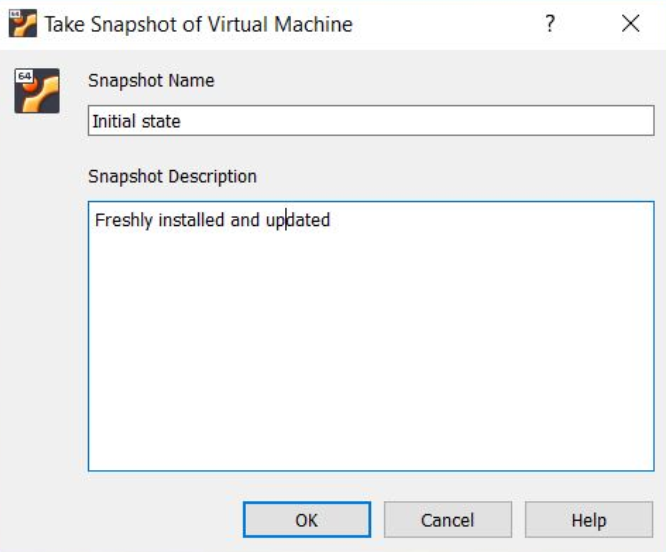 64
Take Snapshot of Virtual Machine
?
64
Snapshot Name
Initial state
Snapshot Description
Freshly installed and updated
OK
Cancel
Help